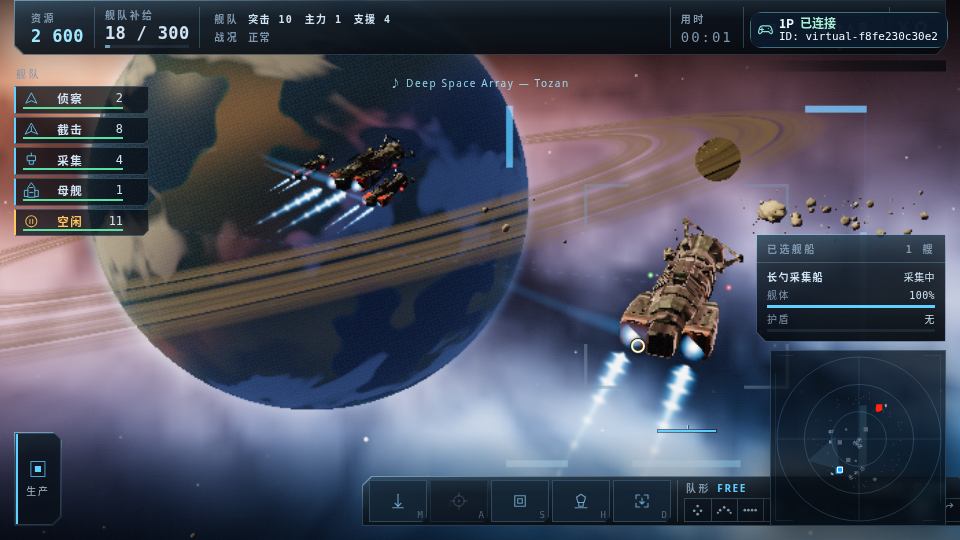 资源
2 600
舰队补给
18 / 300
舰队 突击 10 主力 1 支援 4
战况 正常
用时
00:01
1P 已连接
ID: virtual-f8fe230c30e2
♪ Deep Space Array — Tozan
舰队
侦察 2
截击 8
采集 4
母舰 1
空闲 11
已选舰船 1 艘
长勺采集船 采集中
舰体 100%
护盾 无
生产
M
A
S
H
D
队形 FREE